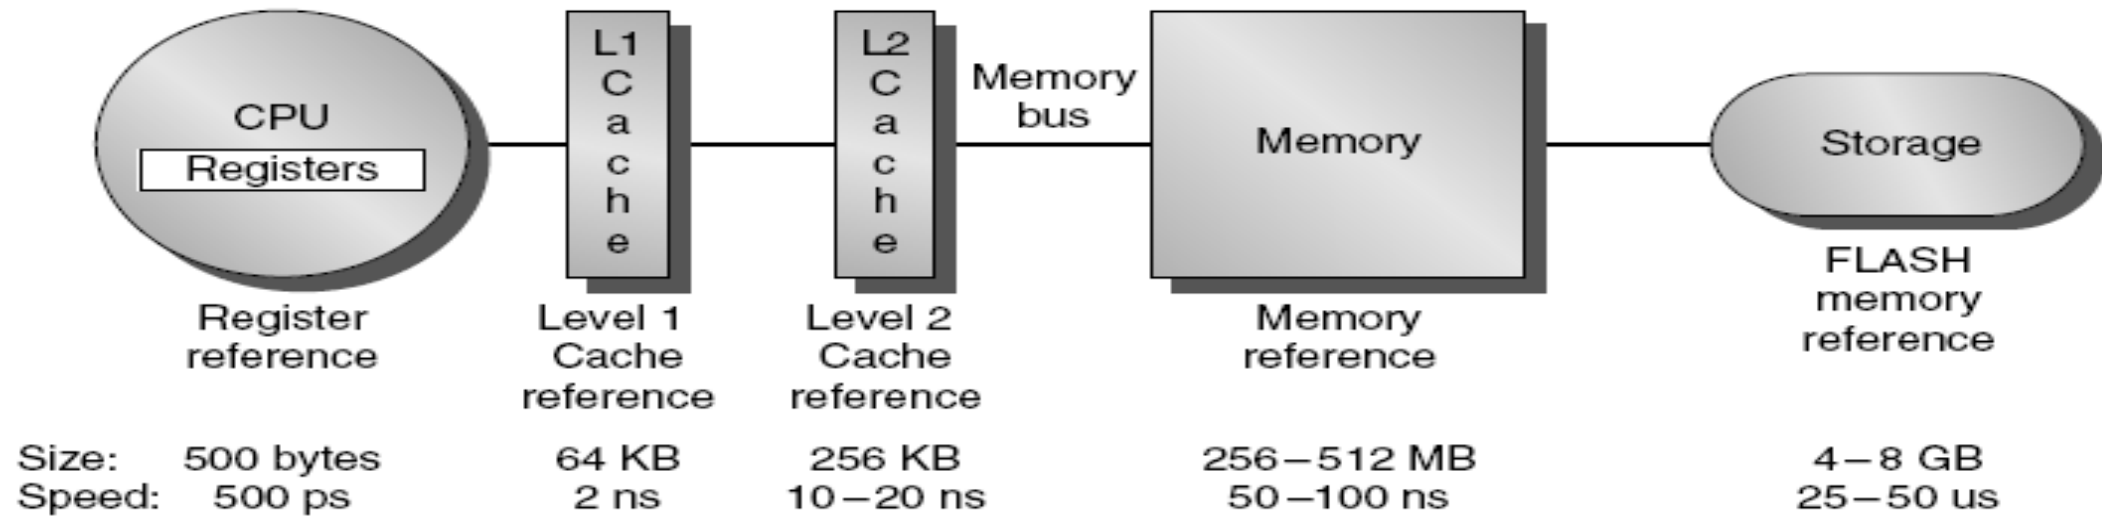 CPU
Registers
L1
C
a
c
h
e
L2
C
a
c
h
e
Memory
bus
Memory
Storage
Register
reference
Level 1
Cache
reference
Level 2
Cache
reference
Memory
reference
FLASH
memory
reference
Size: 500 bytes 64 KB 256 KB 256–512 MB 4–8 GB
Speed: 500 ps 2 ns 10–20 ns 50–100 ns 25–50 us